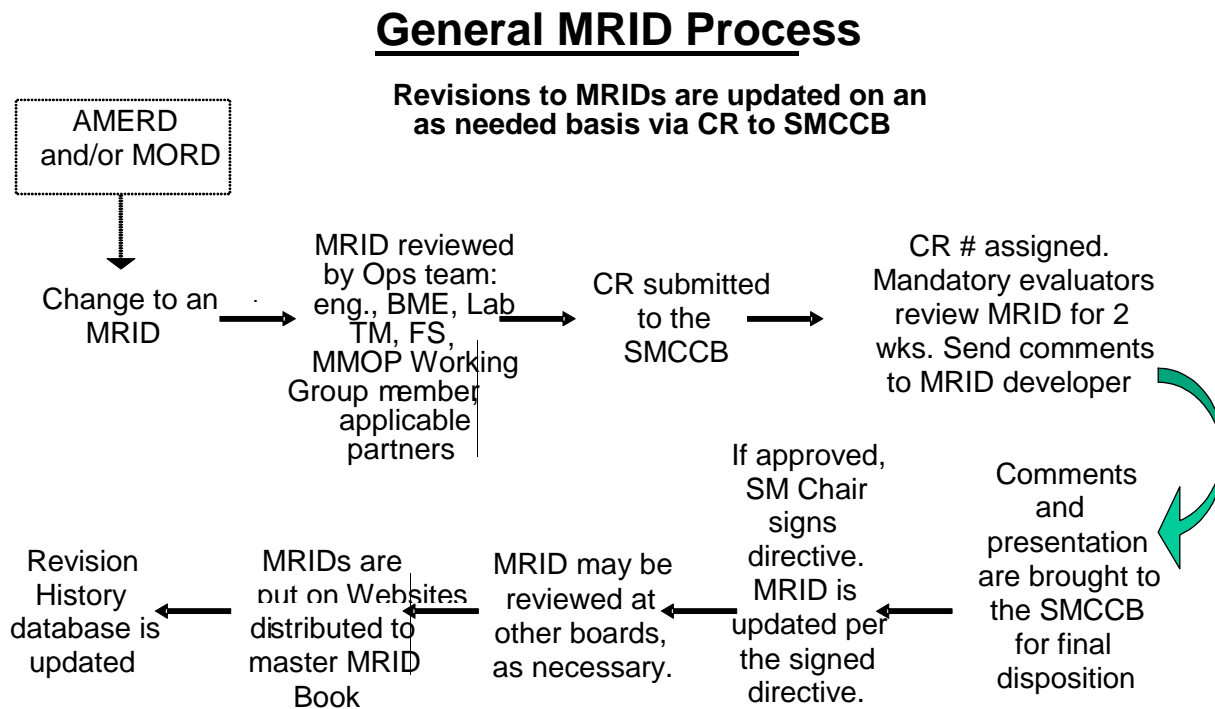 General MRID Process
Revisions to MRIDs are updated on an
as needed basis via CR to SMCCB
AMERD
and/or MORD
Change to an
MRID
MRID reviewed
by Ops team:
eng., BME, Lab
TM, FS,
MMOP Working
Group member,
applicable
partners
CR submitted
to the
SMCCB
CR # assigned.
Mandatory evaluators
review MRID for 2
wks. Send comments
to MRID developer
Comments
and
presentation
are brought to
the SMCCB
for final
disposition
If approved,
SM Chair
signs
directive.
MRID is
updated per
the signed
directive.
MRID may be
reviewed at
other boards,
as necessary.
MRIDs are
put on Websites
distributed to
master MRID
Book
Revision
History
database is
updated